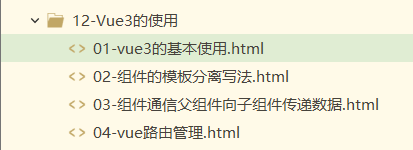 12-Vue3的使用
<> 01-vue3的基本使用.html
<> 02-组件的模板分离写法.html
<> 03-组件通信父组件向子组件传递数据.html
<> 04-vue路由管理.html